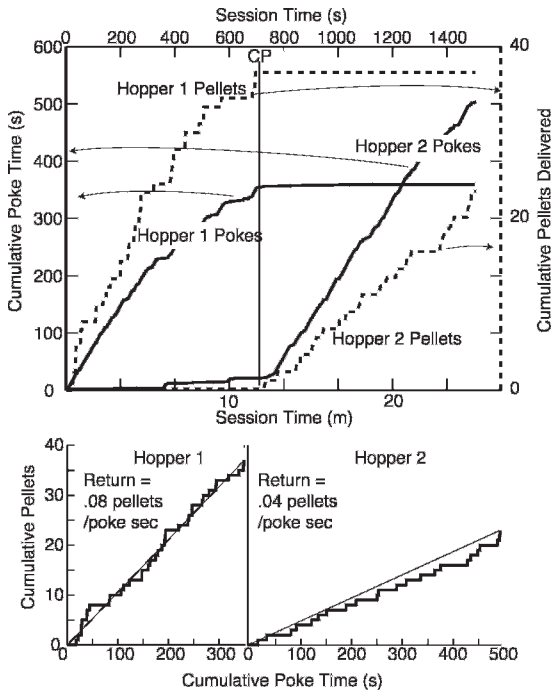 Session Time (s)
0 200 400 600 800 1000 1200 1400
CP
600
500
400
300
200
100
0
Cumulative Poke Time (s)
Hopper 1 Pellets
Hopper 2 Pokes
Hopper 1 Pokes
Hopper 2 Pellets
40
20
0
Cumulative Pellets Delivered
10 20
Session Time (m)
Hopper 1 Hopper 2
Return =
.08 pellets
/poke sec
Return =
.04 pellets
/poke sec
40
30
20
10
0
Cumulative Pellets
0 100 200 300 0 100 200 300 400 500
Cumulative Poke Time (s)